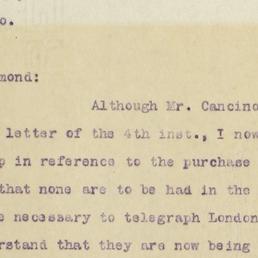 o.
mond:
Although Mr. Cancino
letter of the 4th inst., I now
p in reference to the purchase
that none are to be had in the
e necessary to telegraph London
erstand that they are now being